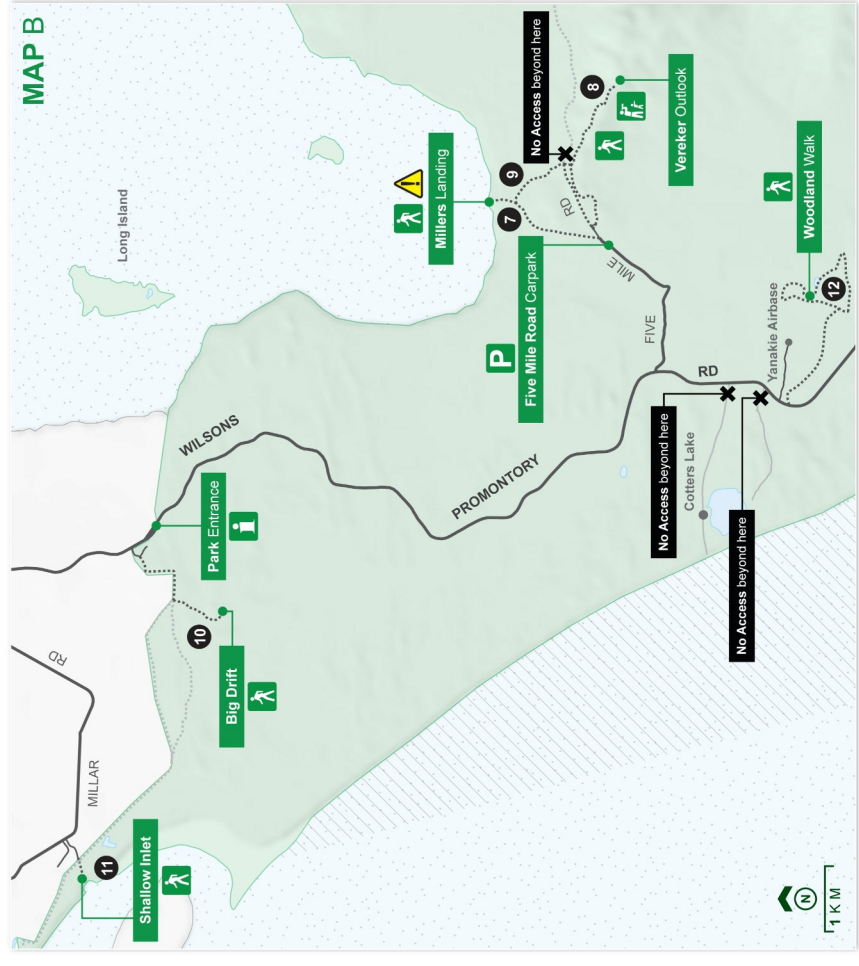 MAP B
Long Island
No Access beyond here
Millers Landing
8
9
7
RD
Vereker Outlook
Woodland Walk
12
Five Mile Road Carpark
P
MILE
FIVE
Yanakie Airbase
RD
WILSONS
PROMONTORY
No Access beyond here
Cotters Lake
No Access beyond here
Park Entrance
i
10
Big Drift
RD
MILLAR
11
Shallow Inlet
N
1 KM